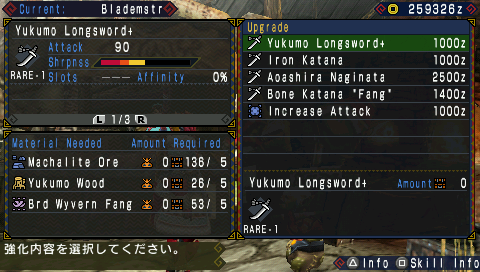 Current: Blademstr
259326z
Yukumo Longsword+
Attack 90
Shrpnss
RARE-1 Slots --- Affinity 0%
L 1/3 R
Material Needed Amount Required
Machalite Ore 0 136/ 5
Yukumo Wood 0 26/ 5
Brd Wyvern Fang 0 53/ 5
Upgrade
Yukumo Longsword+ 1000z
Iron Katana 1000z
Aoashira Naginata 2500z
Bone Katana "Fang" 1400z
Increase Attack 1000z
Yukumo Longsword+ Amount 0
RARE-1
強化内容を選択してください。
△Info □Skill Info